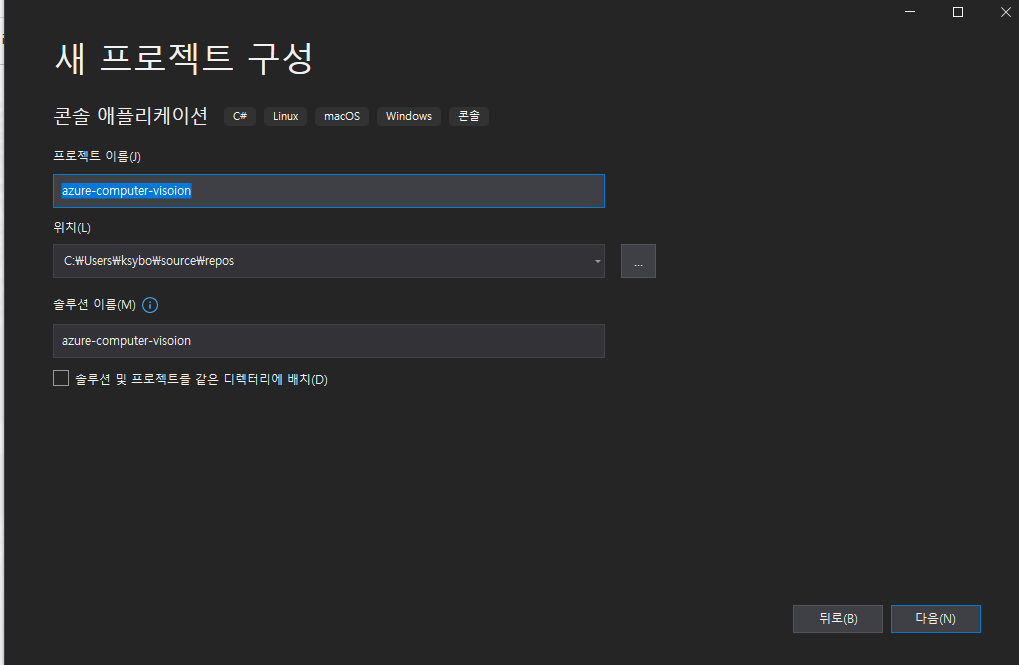 새 프로젝트 구성
콘솔 애플리케이션 C# Linux macOS Windows 콘솔
프로젝트 이름(J)
azure-computer-visoion
위치(L)
C:₩Users₩ksybo₩source₩repos ...
솔루션 이름(M)
azure-computer-visoion
솔루션 및 프로젝트를 같은 디렉터리에 배치(D)
뒤로(B) 다음(N)